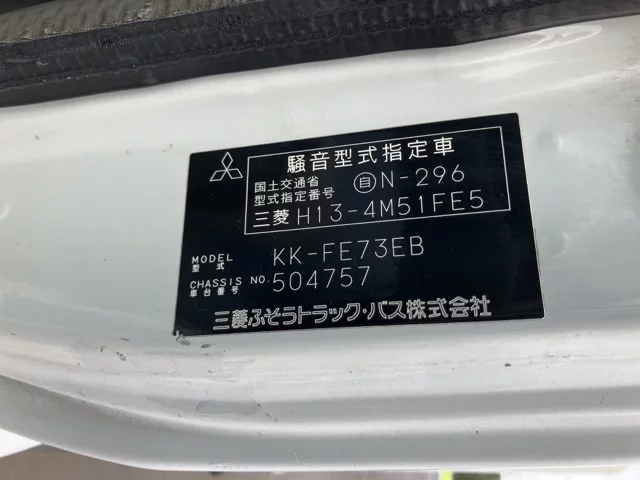 騒音型式指定車
国土交通省
型式指定番号 自N-296
三菱 H13-4M51FE5
MODEL
型式 KK-FE73EB
CHASSIS NO.
車台番号 504757
三菱ふそうトラック・バス株式会社